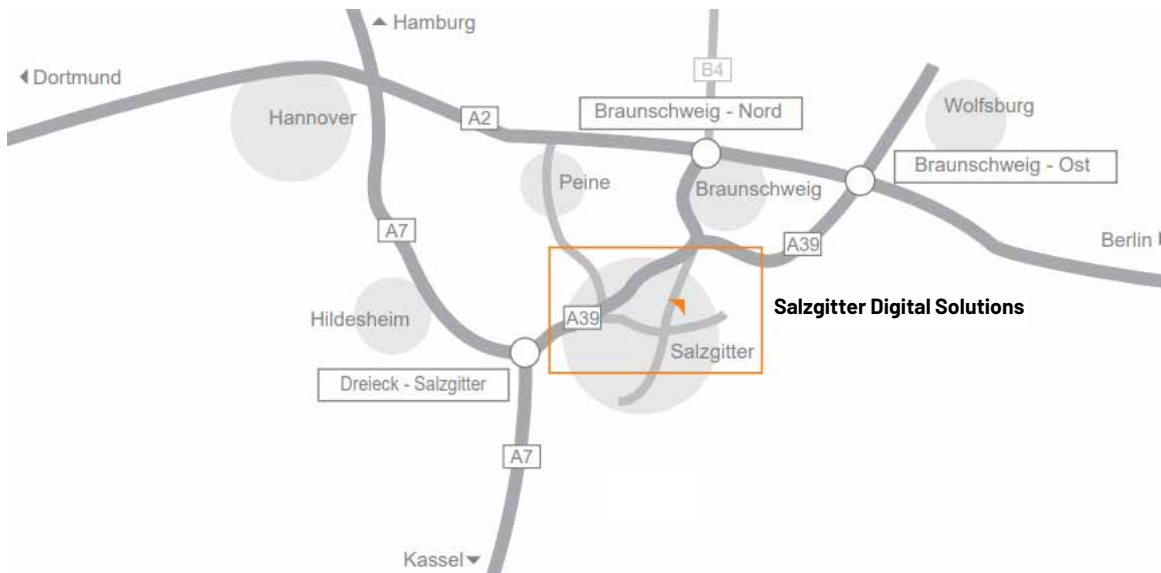 Hamburg
Dortmund
B4
Hannover
A2
Braunschweig - Nord
Wolfsburg
Braunschweig - Ost
Peine
Braunschweig
A7
A39
Berlin
Salzgitter Digital Solutions
Hildesheim
A39
Salzgitter
Dreieck - Salzgitter
A7
Kassel